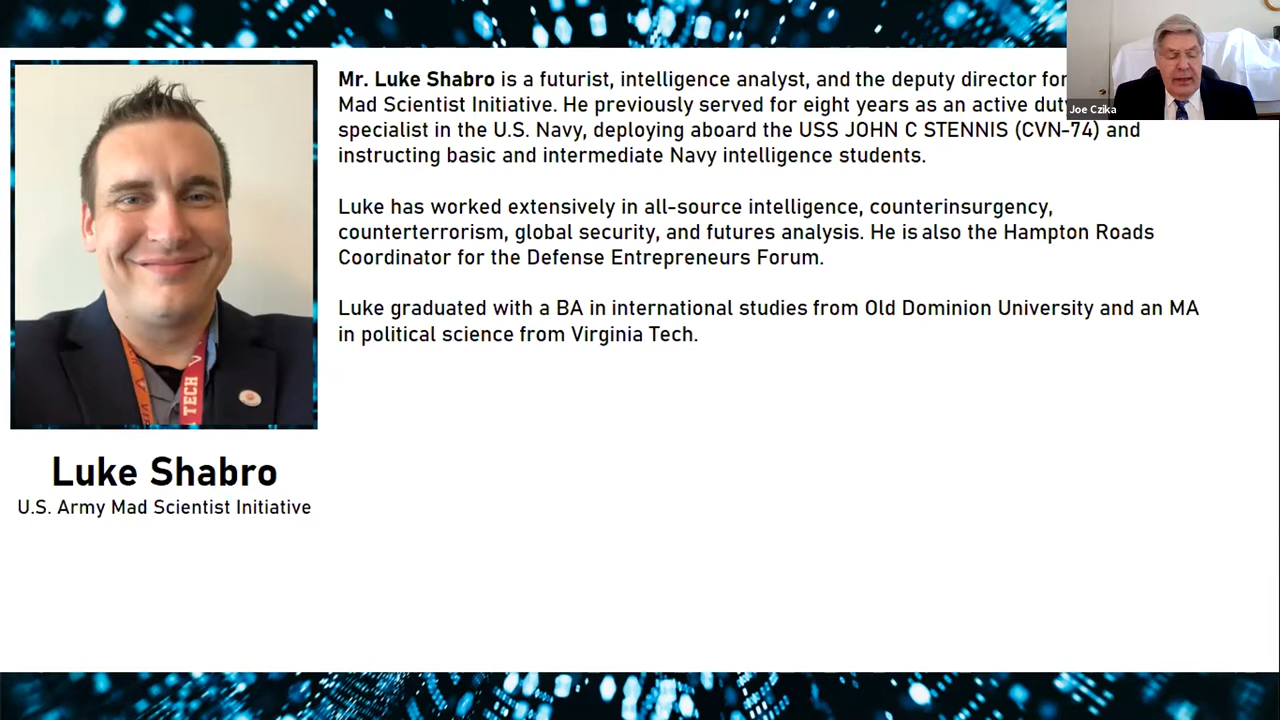 Mr. Luke Shabro is a futurist, intelligence analyst, and the deputy director for
Mad Scientist Initiative. He previously served for eight years as an active duty
specialist in the U.S. Navy, deploying aboard the USS JOHN C STENNIS (CVN-74) and
instructing basic and intermediate Navy intelligence students.
Luke has worked extensively in all-source intelligence, counterinsurgency,
counterterrorism, global security, and futures analysis. He is also the Hampton Roads
Coordinator for the Defense Entrepreneurs Forum.
Luke graduated with a BA in international studies from Old Dominion University and an MA
in political science from Virginia Tech.
Joe Czika
TECH
Luke Shabro
U.S. Army Mad Scientist Initiative